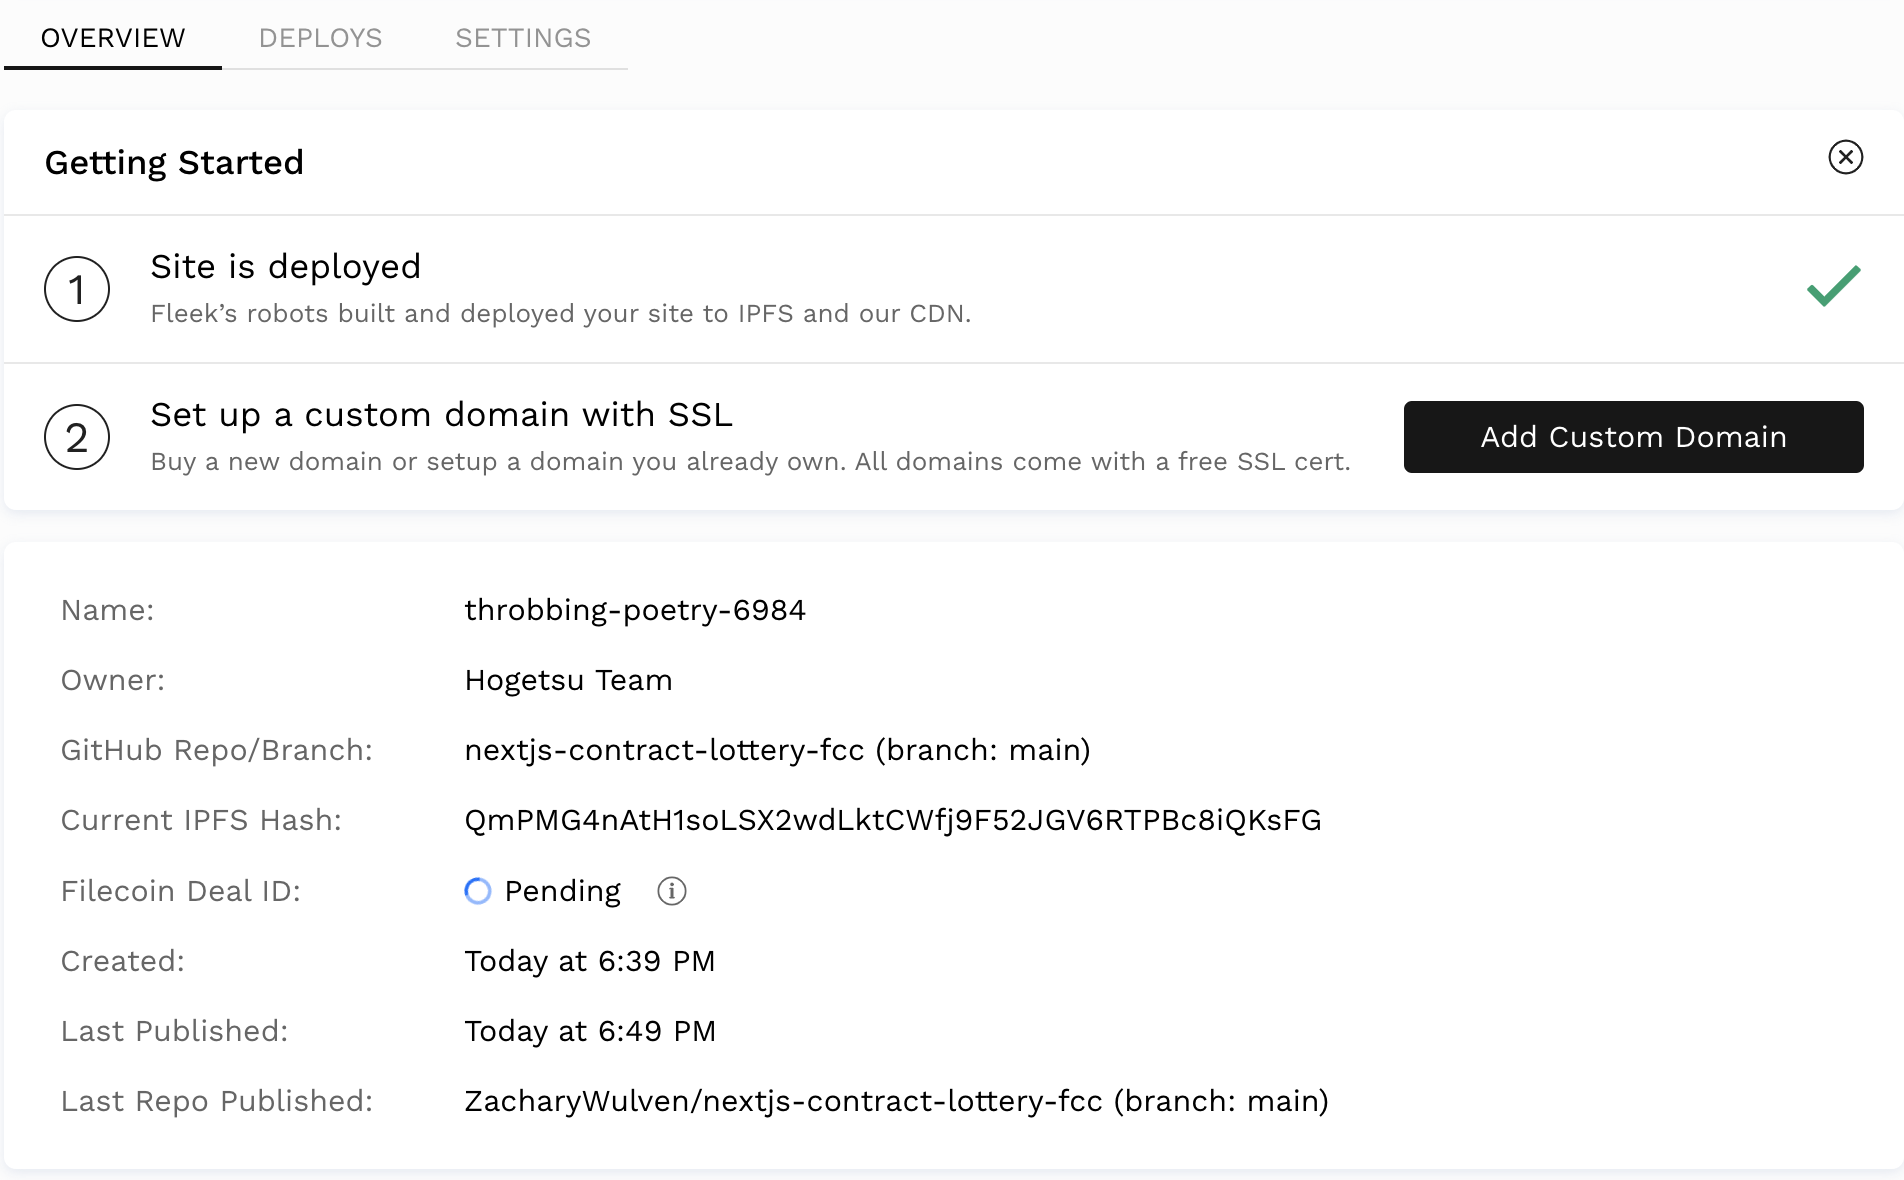 OVERVIEW DEPLOYS SETTINGS
Getting Started
1 Site is deployed
Fleek’s robots built and deployed your site to IPFS and our CDN.
2 Set up a custom domain with SSL
Buy a new domain or setup a domain you already own. All domains come with a free SSL cert.
Add Custom Domain
Name: throbbing-poetry-6984
Owner: Hogetsu Team
GitHub Repo/Branch: nextjs-contract-lottery-fcc (branch: main)
Current IPFS Hash: QmPMG4nAtH1soLSX2wdLktCWfj9F52JGV6RTPBc8iQKsFG
Filecoin Deal ID: Pending
Created: Today at 6:39 PM
Last Published: Today at 6:49 PM
Last Repo Published: ZacharyWulven/nextjs-contract-lottery-fcc (branch: main)